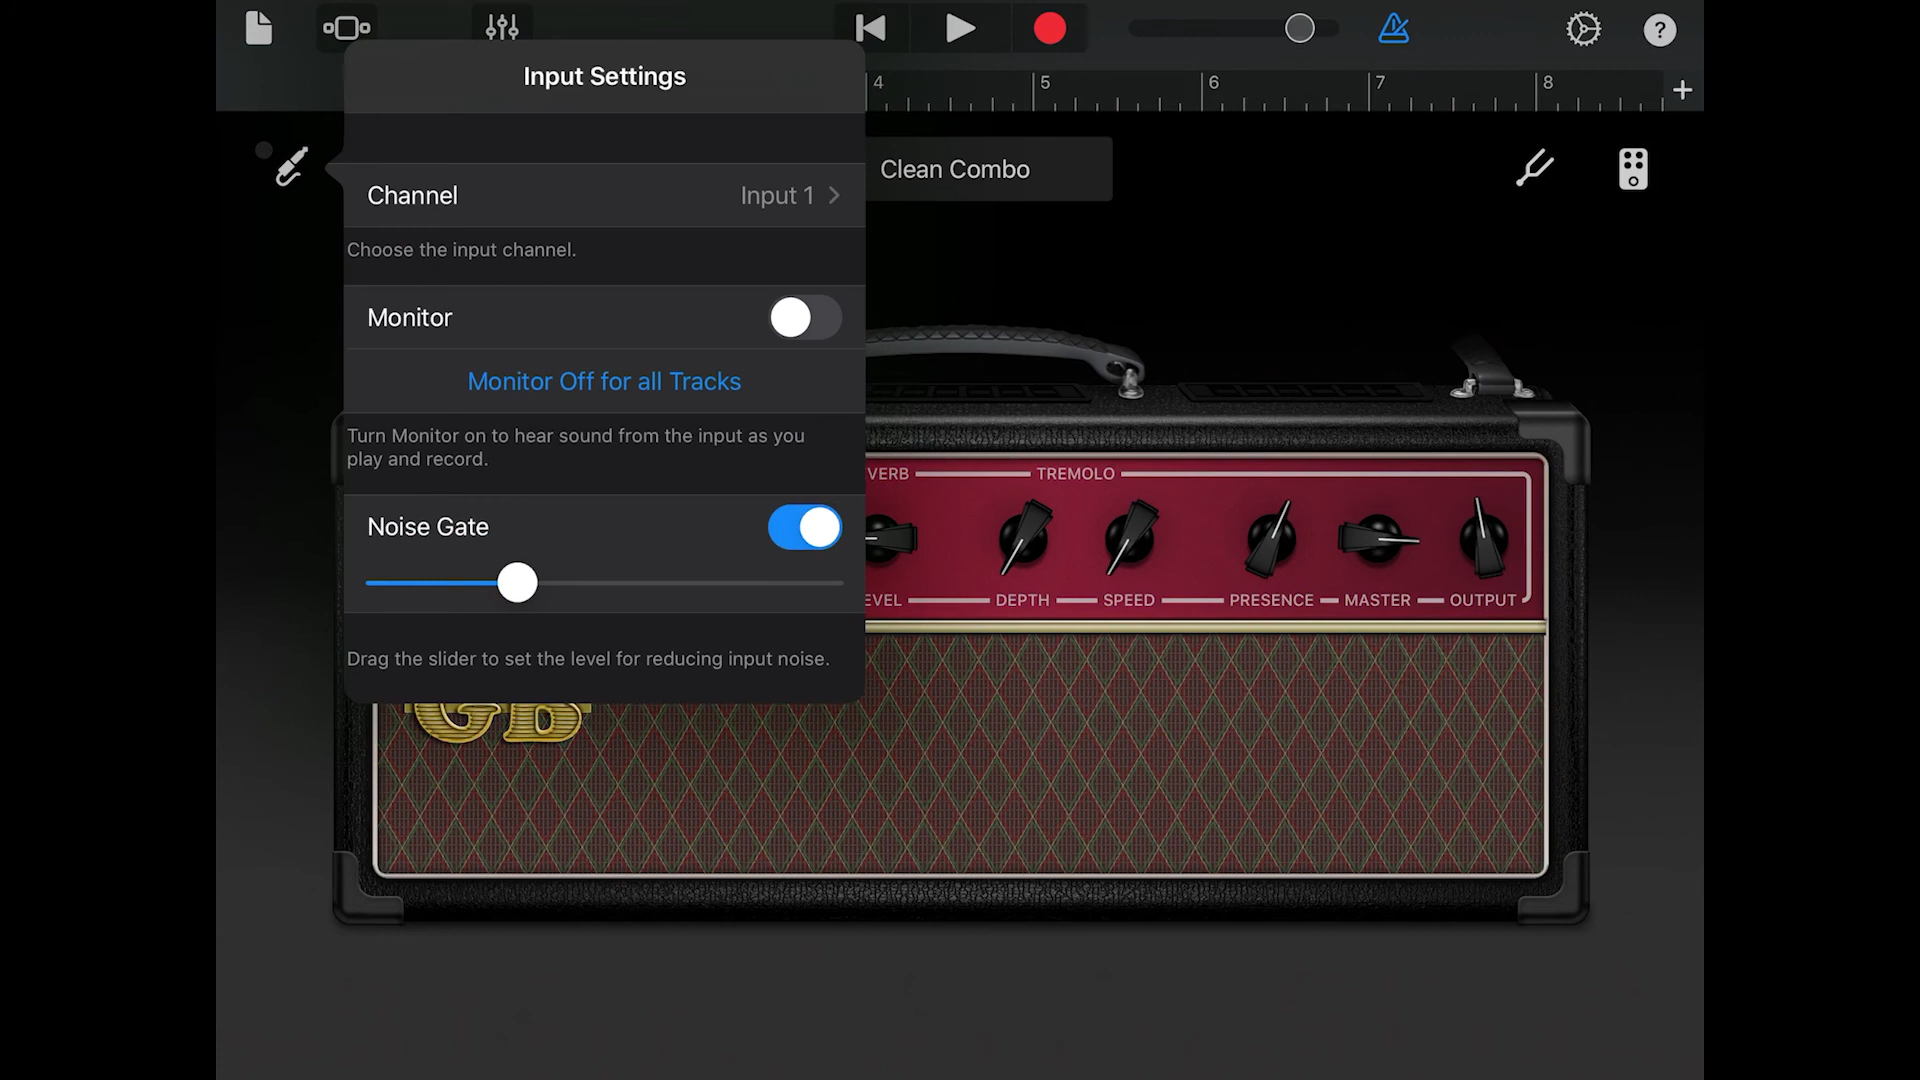 ?
4
5
6
7
8
+
Input Settings
Clean Combo
Channel
Input 1
Choose the input channel.
Monitor
Monitor Off for all Tracks
Turn Monitor on to hear sound from the input as you
play and record.
VERB
TREMOLO
Noise Gate
EVEL
DEPTH
SPEED
PRESENCE
MASTER
OUTPUT
Drag the slider to set the level for reducing input noise.
GB